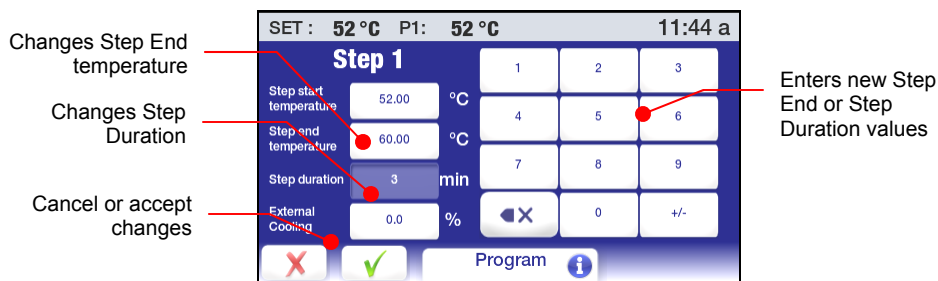 SET : 52 °C P1: 52 °C 11:44 a
Changes Step End
temperature
Changes Step
Duration
Cancel or accept
changes
Step 1
Step start
temperature 52.00 °C
Step end
temperature 60.00 °C
Step duration 3 min
External
Cooling 0.0 %
1 2 3
4 5 6
7 8 9
0 +/-
Program
Enters new Step
End or Step
Duration values